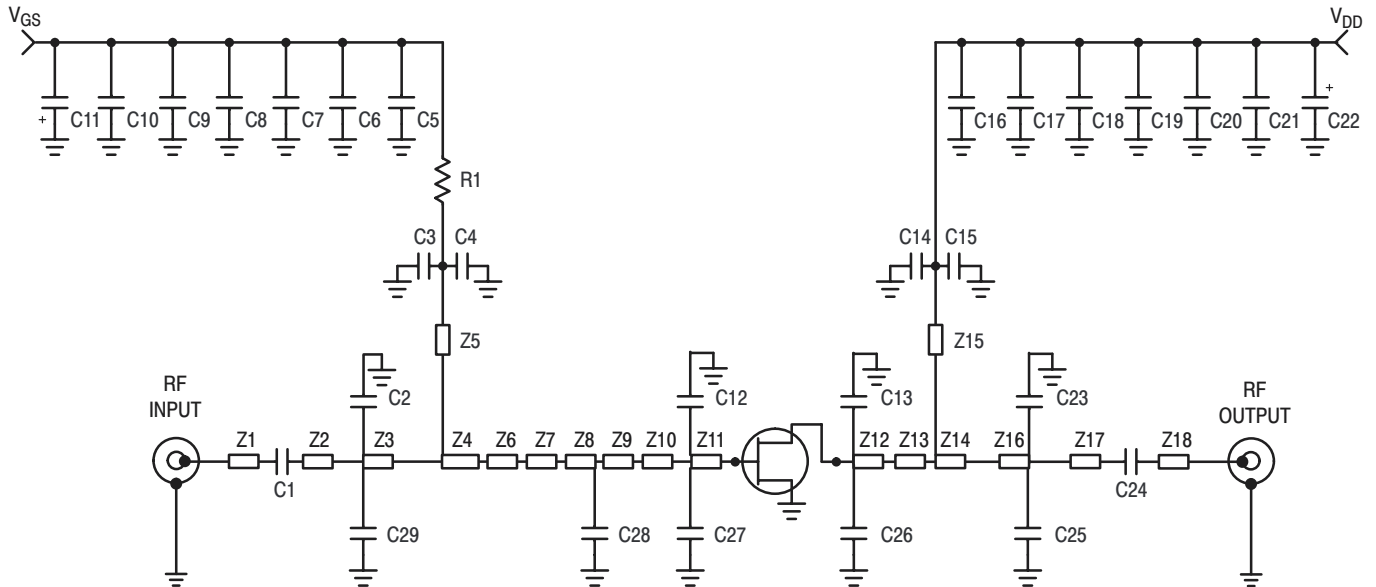 VGS
VDD
+ C11 C10 C9 C8 C7 C6 C5
C16 C17 C18 C19 C20 C21 + C22
R1
C3 C4
C14 C15
Z5
Z15
RF
INPUT
C2
C12
C13
C23
RF
OUTPUT
Z1 Z2 Z3 Z4 Z6 Z7 Z8 Z9 Z10 Z11 Z12 Z13 Z14 Z16 Z17 Z18
C1
C24
C29
C28
C27
C26
C25